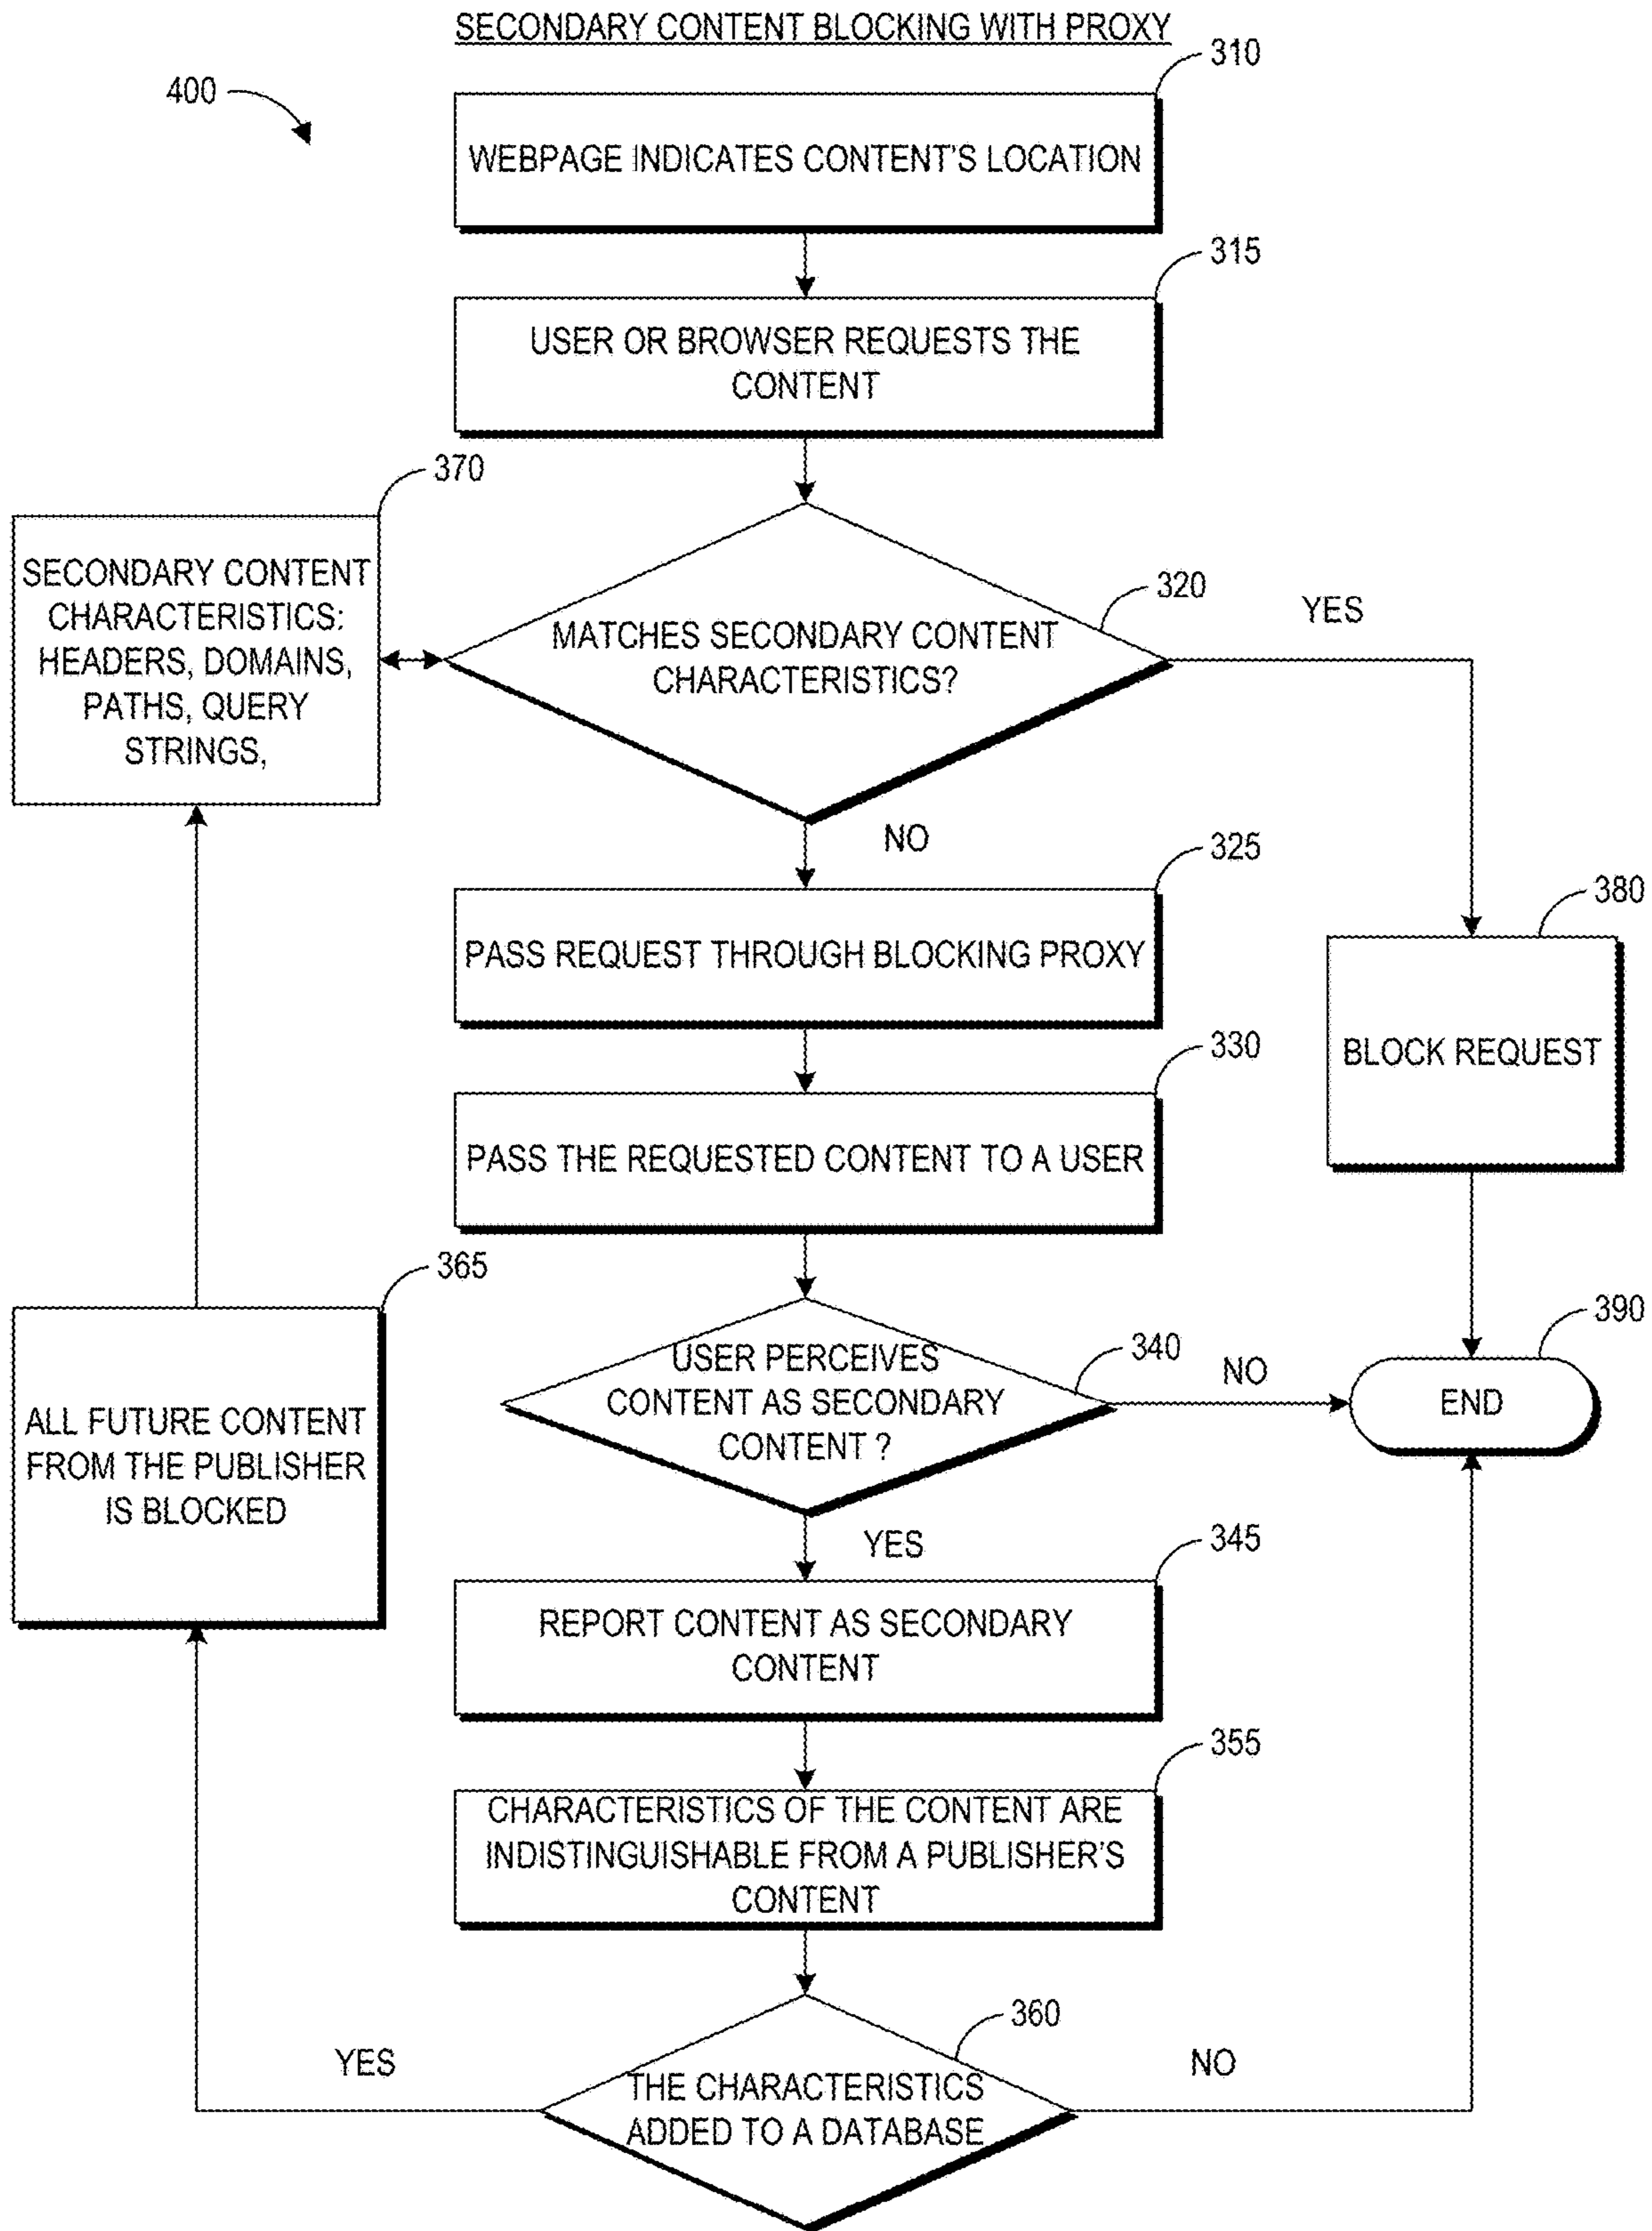 SECONDARY CONTENT BLOCKING WITH PROXY
400
310
WEBPAGE INDICATES CONTENT'S LOCATION
315
USER OR BROWSER REQUESTS THE
CONTENT
370
SECONDARY CONTENT
CHARACTERISTICS:
HEADERS, DOMAINS,
PATHS, QUERY
STRINGS,
320
MATCHES SECONDARY CONTENT
CHARACTERISTICS?
YES
NO
325
PASS REQUEST THROUGH BLOCKING PROXY
380
BLOCK REQUEST
330
PASS THE REQUESTED CONTENT TO A USER
365
ALL FUTURE CONTENT
FROM THE PUBLISHER
IS BLOCKED
340
USER PERCEIVES
CONTENT AS SECONDARY
CONTENT ?
NO
390
END
YES
345
REPORT CONTENT AS SECONDARY
CONTENT
355
CHARACTERISTICS OF THE CONTENT ARE
INDISTINGUISHABLE FROM A PUBLISHER'S
CONTENT
360
THE CHARACTERISTICS
ADDED TO A DATABASE
YES
NO